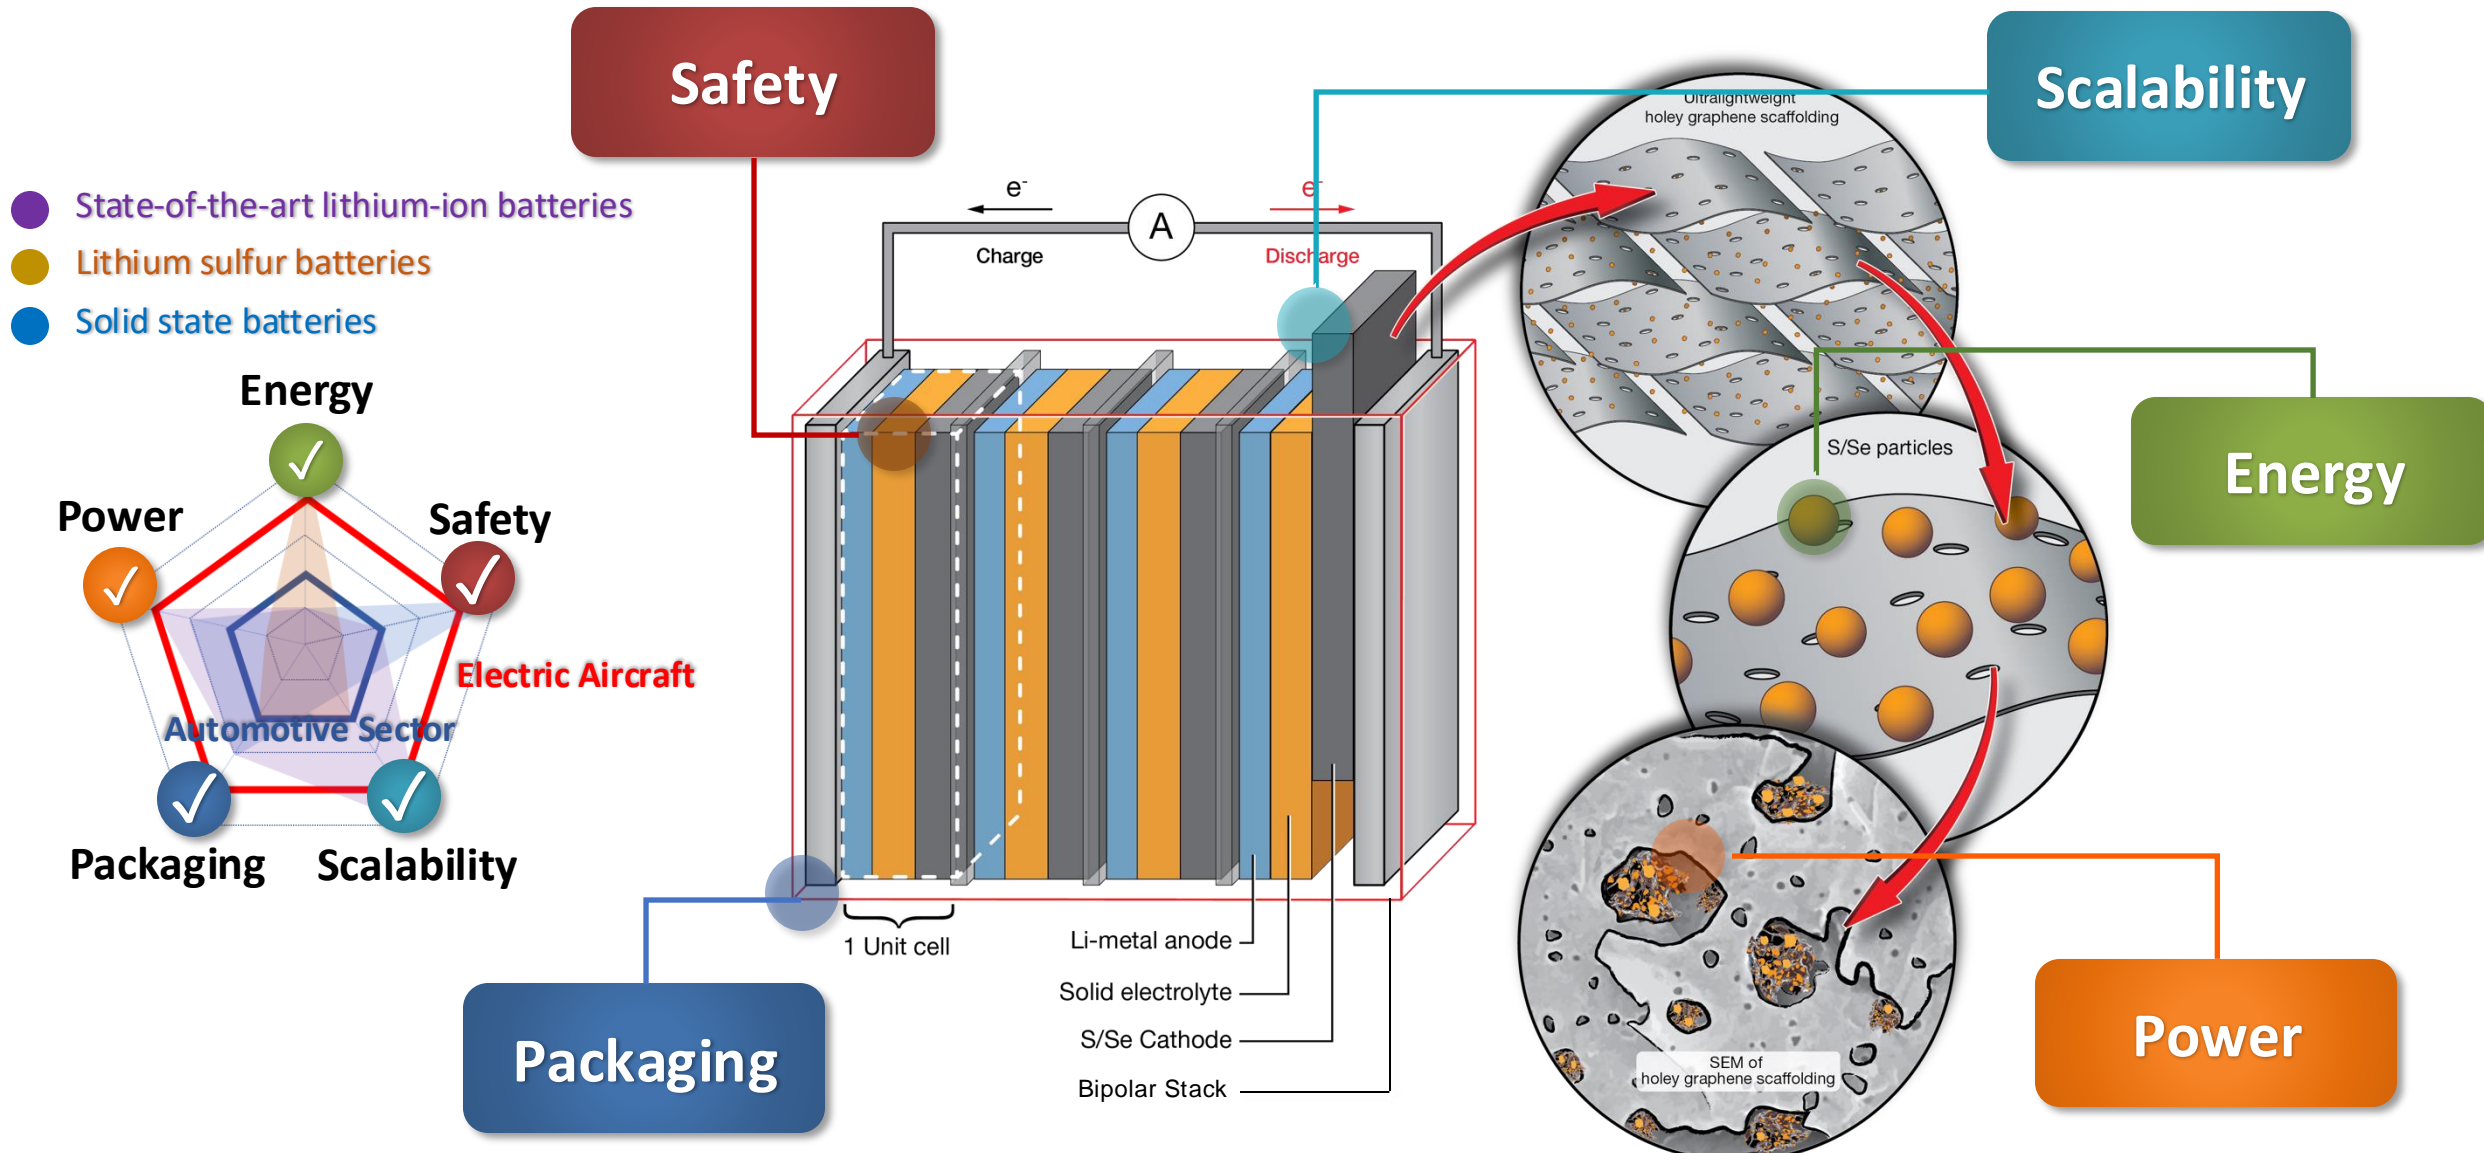 Safety
Scalability
State-of-the-art lithium-ion batteries
Lithium sulfur batteries
Solid state batteries
Energy
Power
Safety
Electric Aircraft
Automotive Sector
Packaging
Scalability
e-
Charge
A
e-
Discharge
1 Unit cell
Li-metal anode
Solid electrolyte
S/Se Cathode
Bipolar Stack
Packaging
Ultralightweight
holey graphene scaffolding
S/Se particles
Energy
SEM of
holey graphene scaffolding
Power